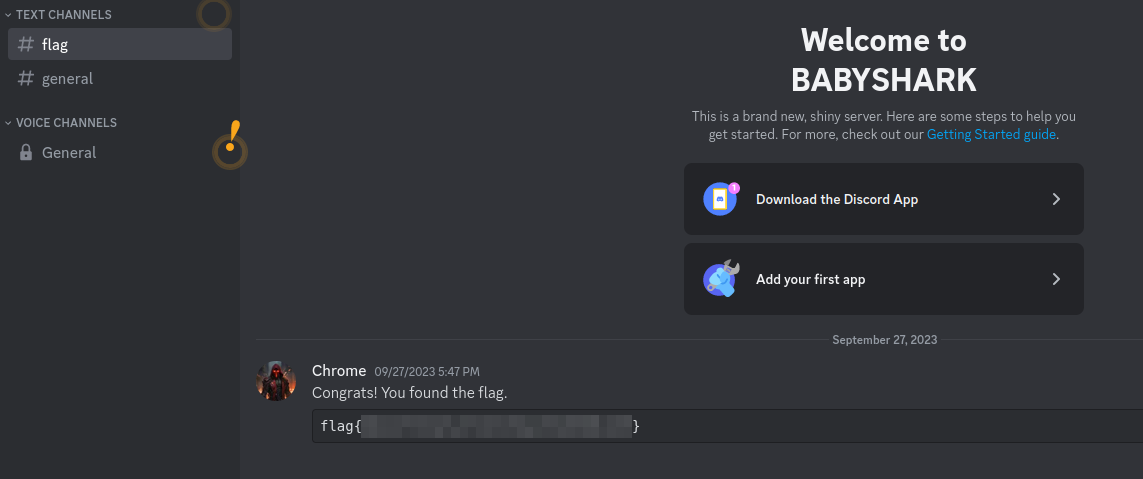 TEXT CHANNELS
# flag
# general
VOICE CHANNELS
General
Welcome to
BABYSHARK
This is a brand new, shiny server. Here are some steps to help you
get started. For more, check out our Getting Started guide.
Download the Discord App
1
Add your first app
September 27, 2023
Chrome 09/27/2023 5:47 PM
Congrats! You found the flag.
flag{ }